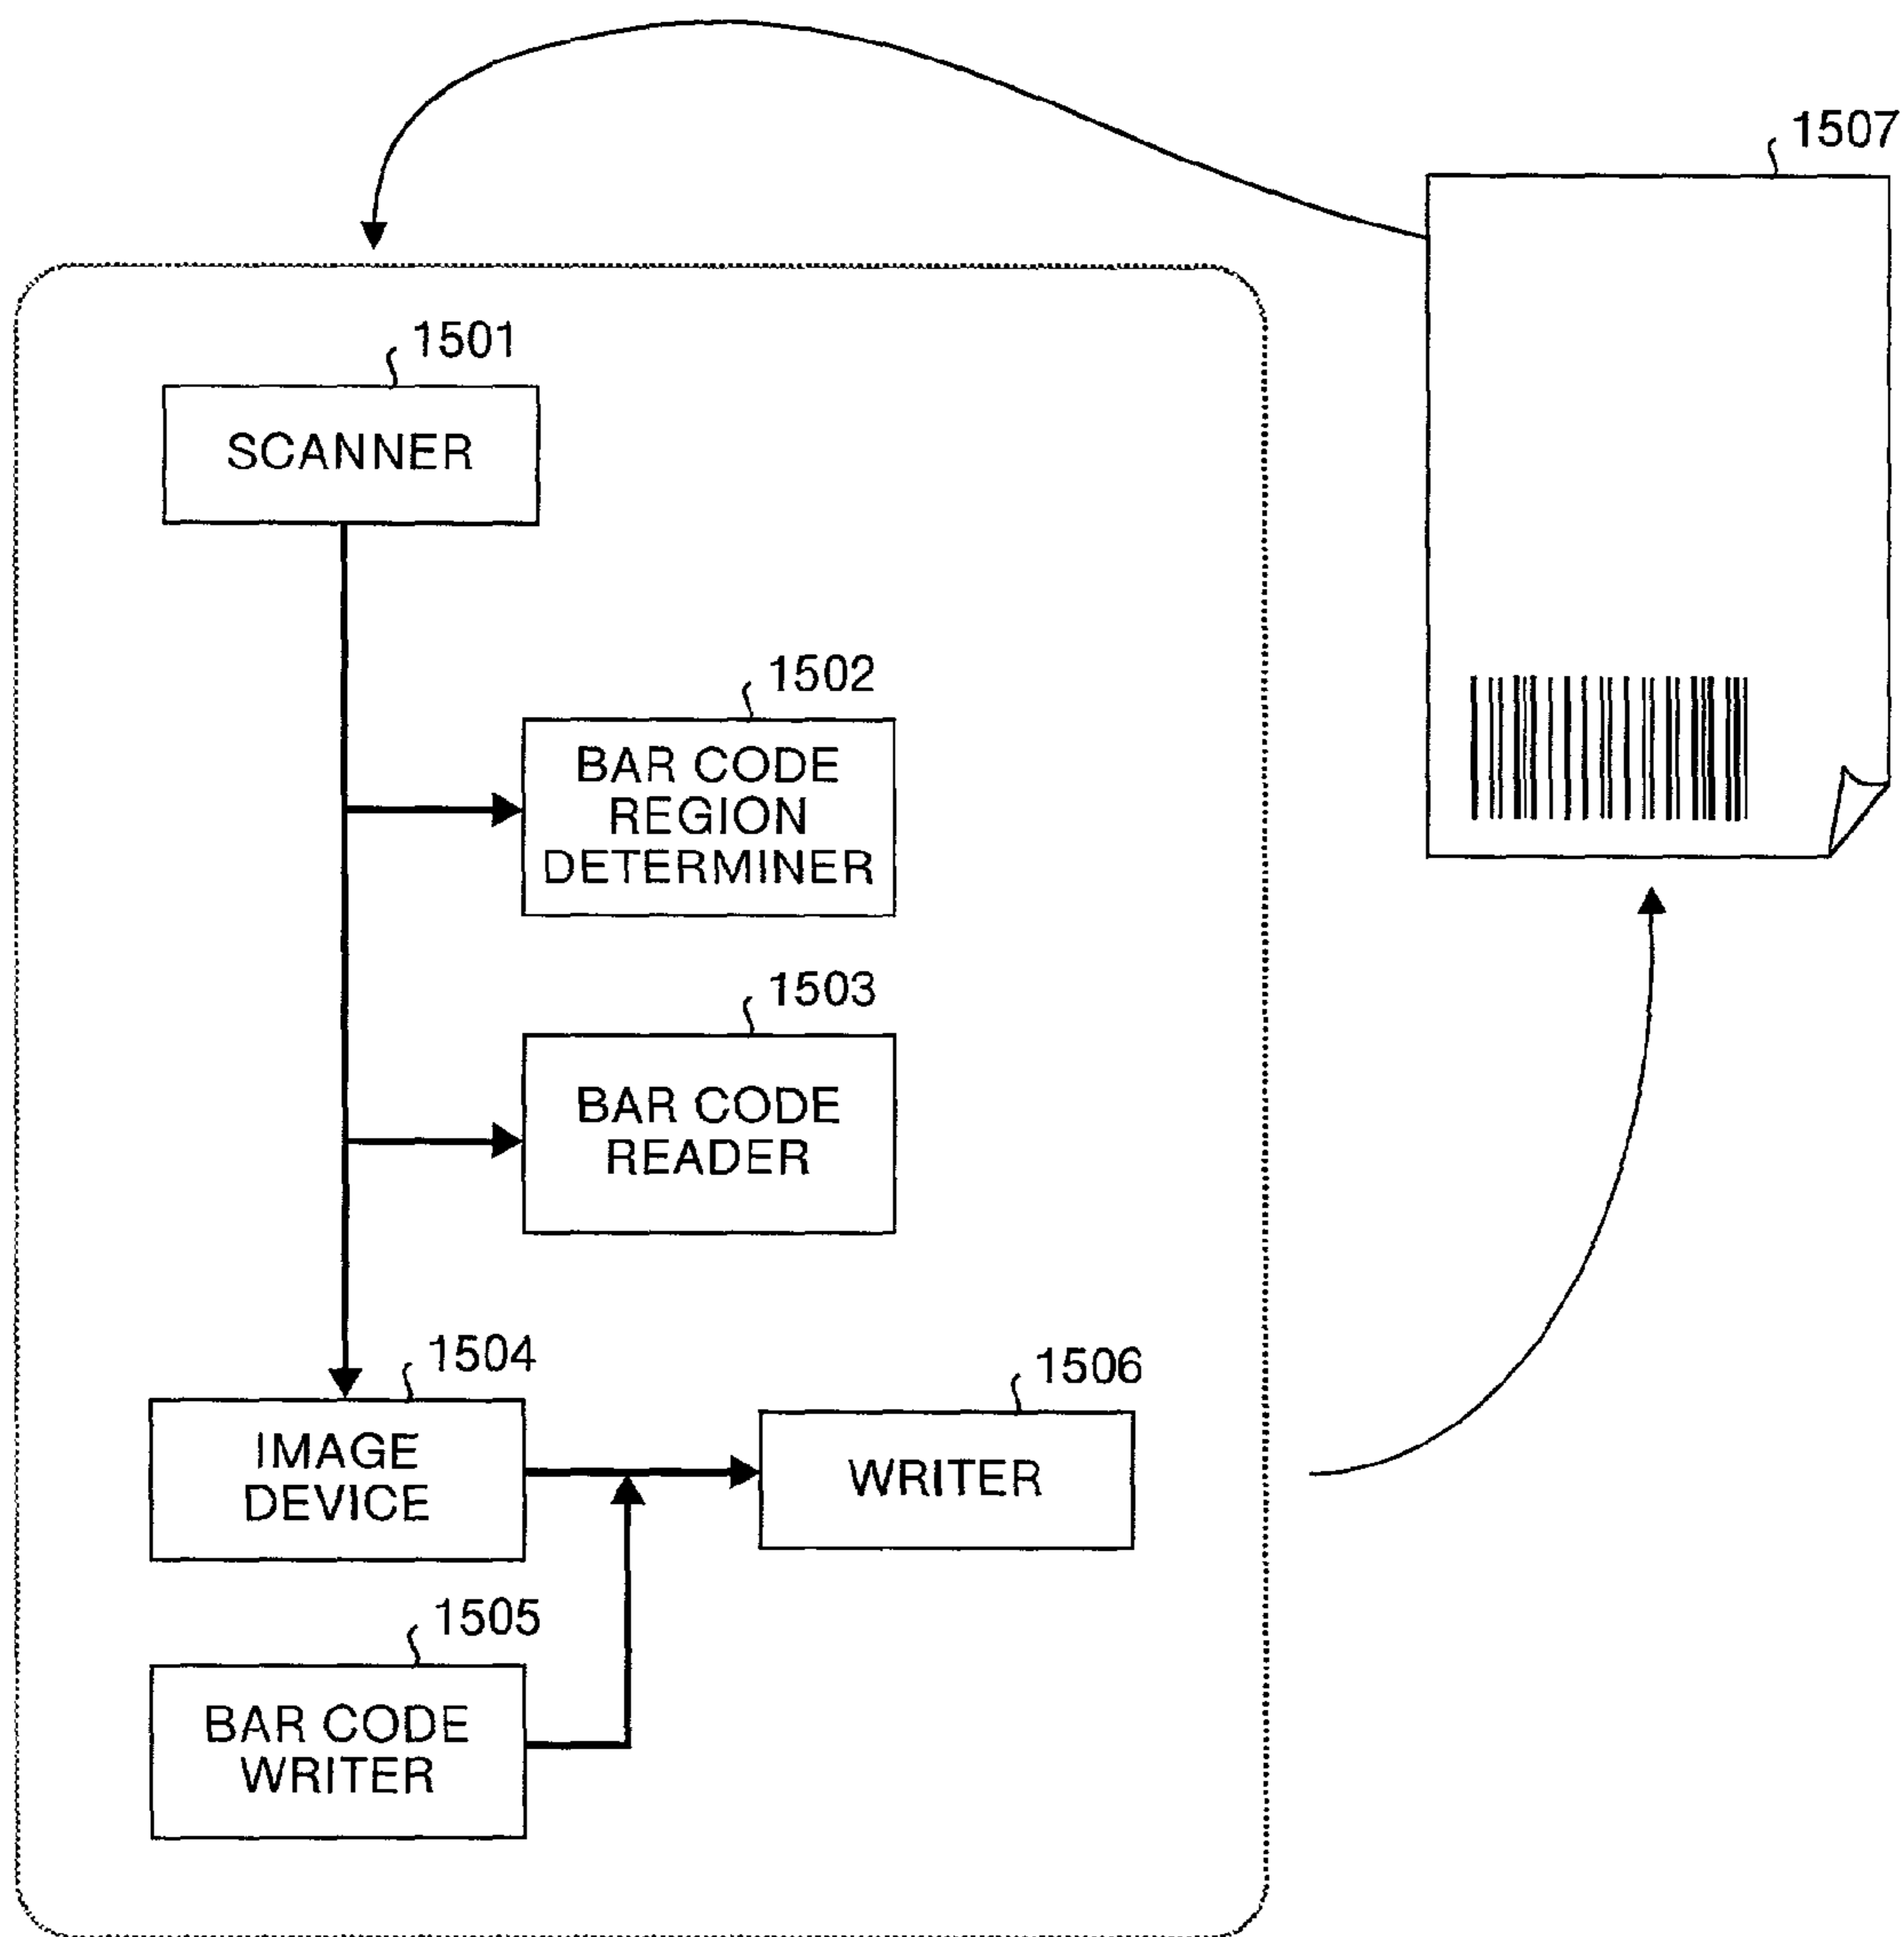 1507
1501
SCANNER
1502
BAR CODE
REGION
DETERMINER
1503
BAR CODE
READER
1504
IMAGE
DEVICE
1506
WRITER
1505
BAR CODE
WRITER